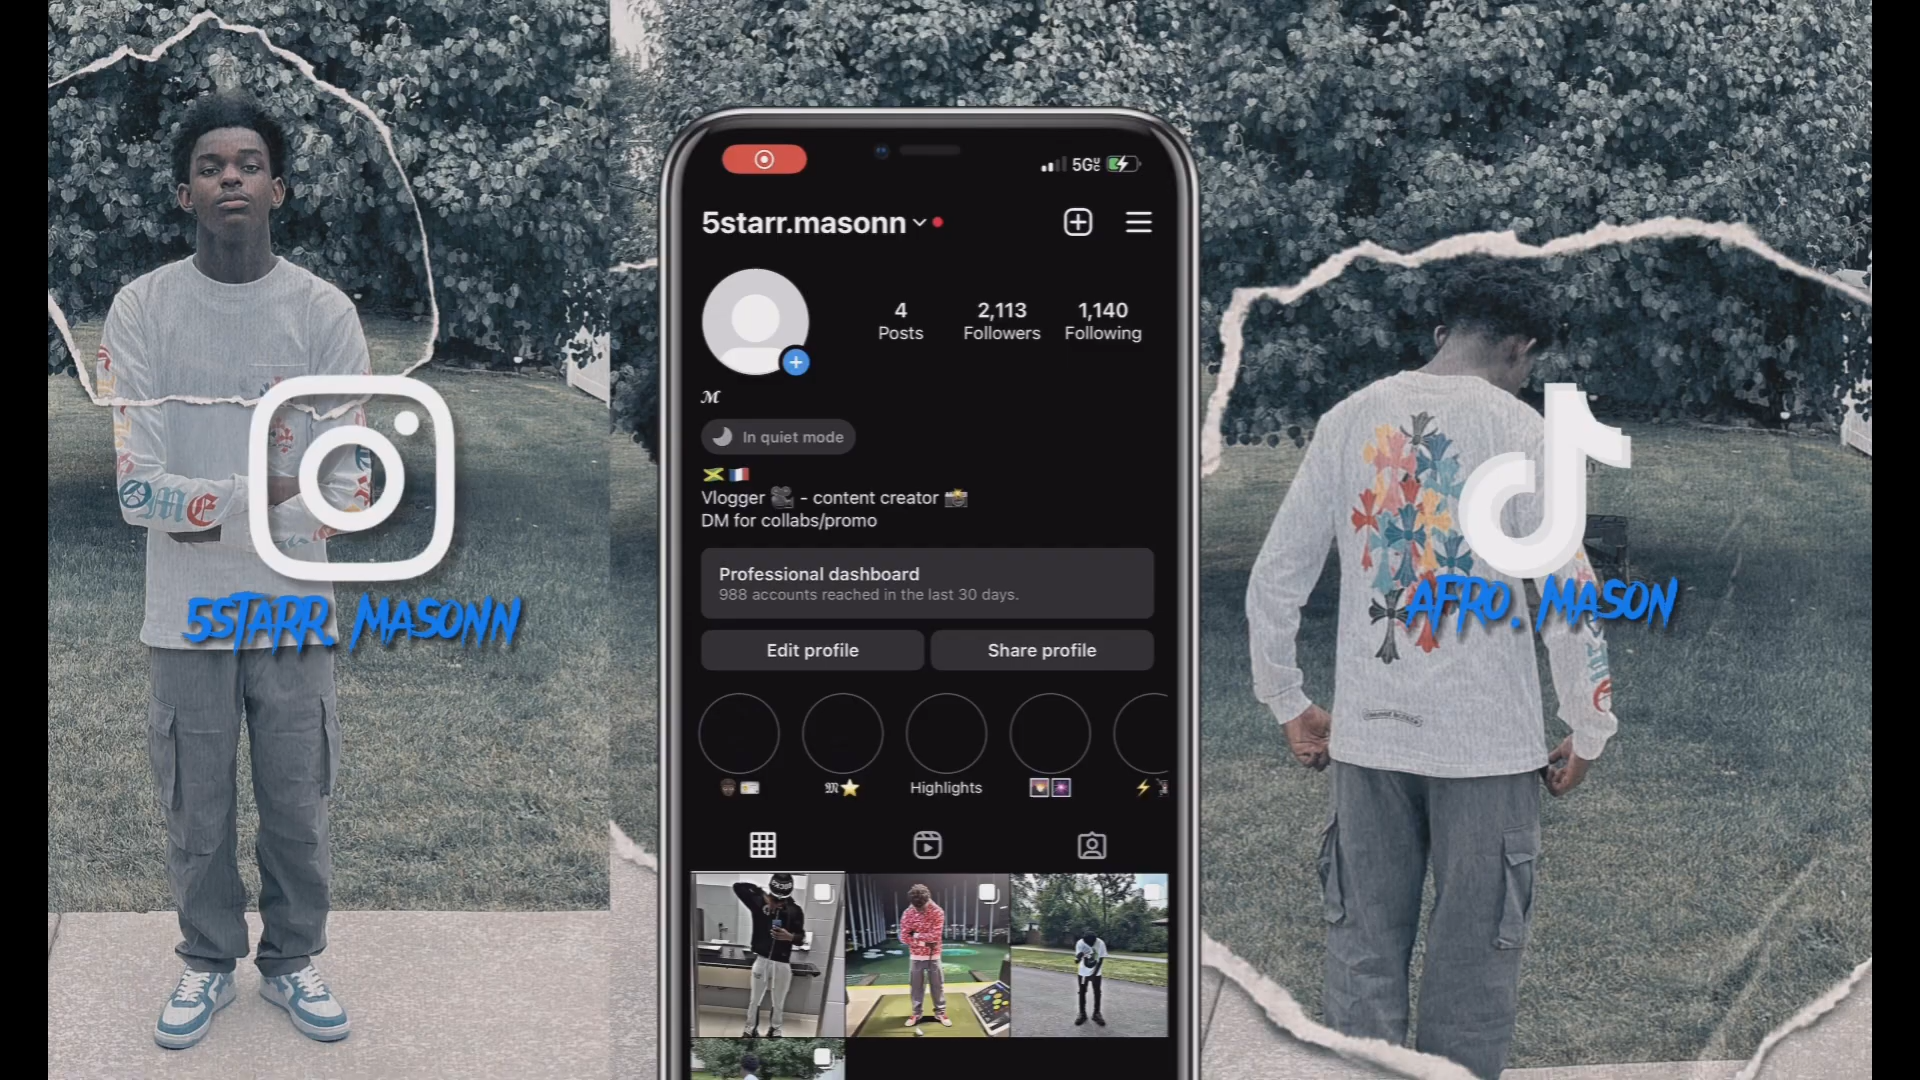 5Gᵁ꜀
5starr.masonn
4
Posts
2,113
Followers
1,140
Following
ℳ
In quiet mode
Vlogger - content creator
DM for collabs/promo
Professional dashboard
988 accounts reached in the last 30 days.
Edit profile
Share profile
𝔐
Highlights
5STARR. MASONN
AFRO. MASON
OME